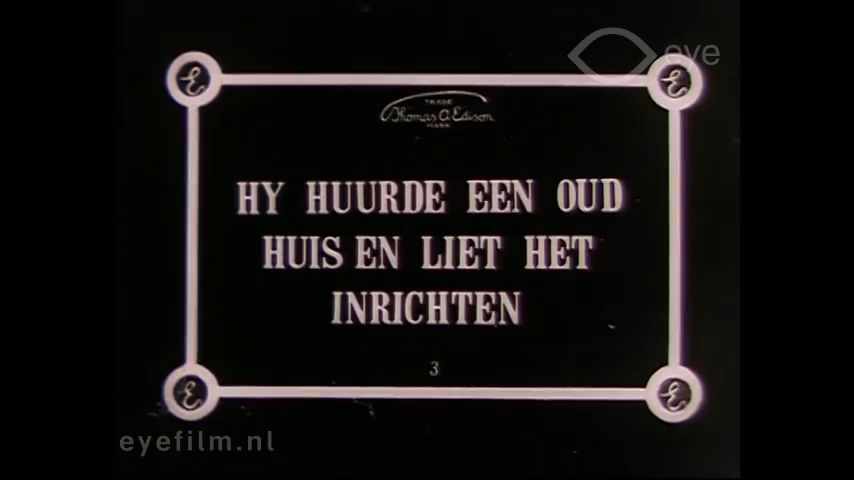 eye
TRADE
Thomas A Edison
MARK
HY HUURDE EEN OUD
HUIS EN LIET HET
INRICHTEN
3
eyefilm.nl